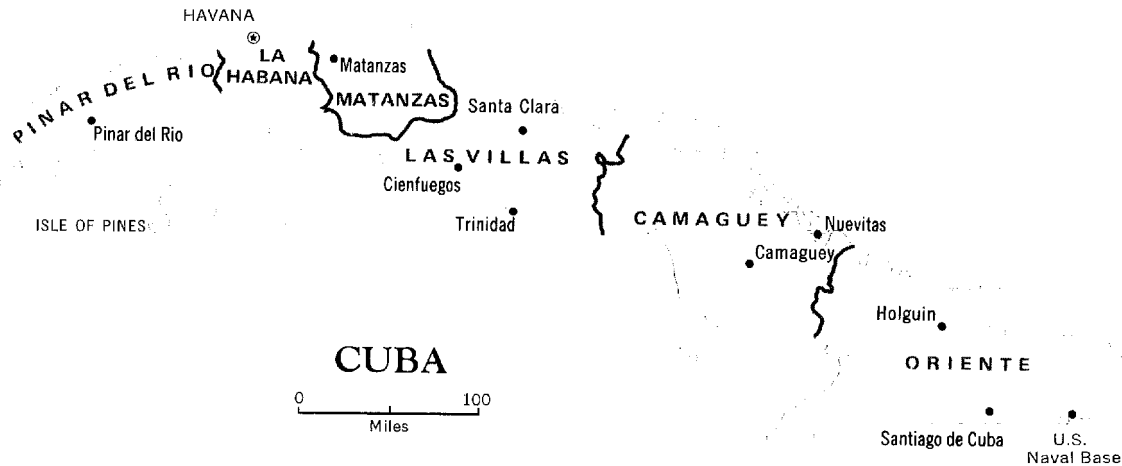 HAVANA
PINAR DEL RIO
LA
HABANA
Matanzas
MATANZAS
Santa Clara
Pinar del Rio
LAS VILLAS
Cienfuegos
ISLE OF PINES
Trinidad
CAMAGUEY
Nuevitas
Camaguey
Holguin
CUBA
ORIENTE
0 100
Miles
Santiago de Cuba
U.S.
Naval Base